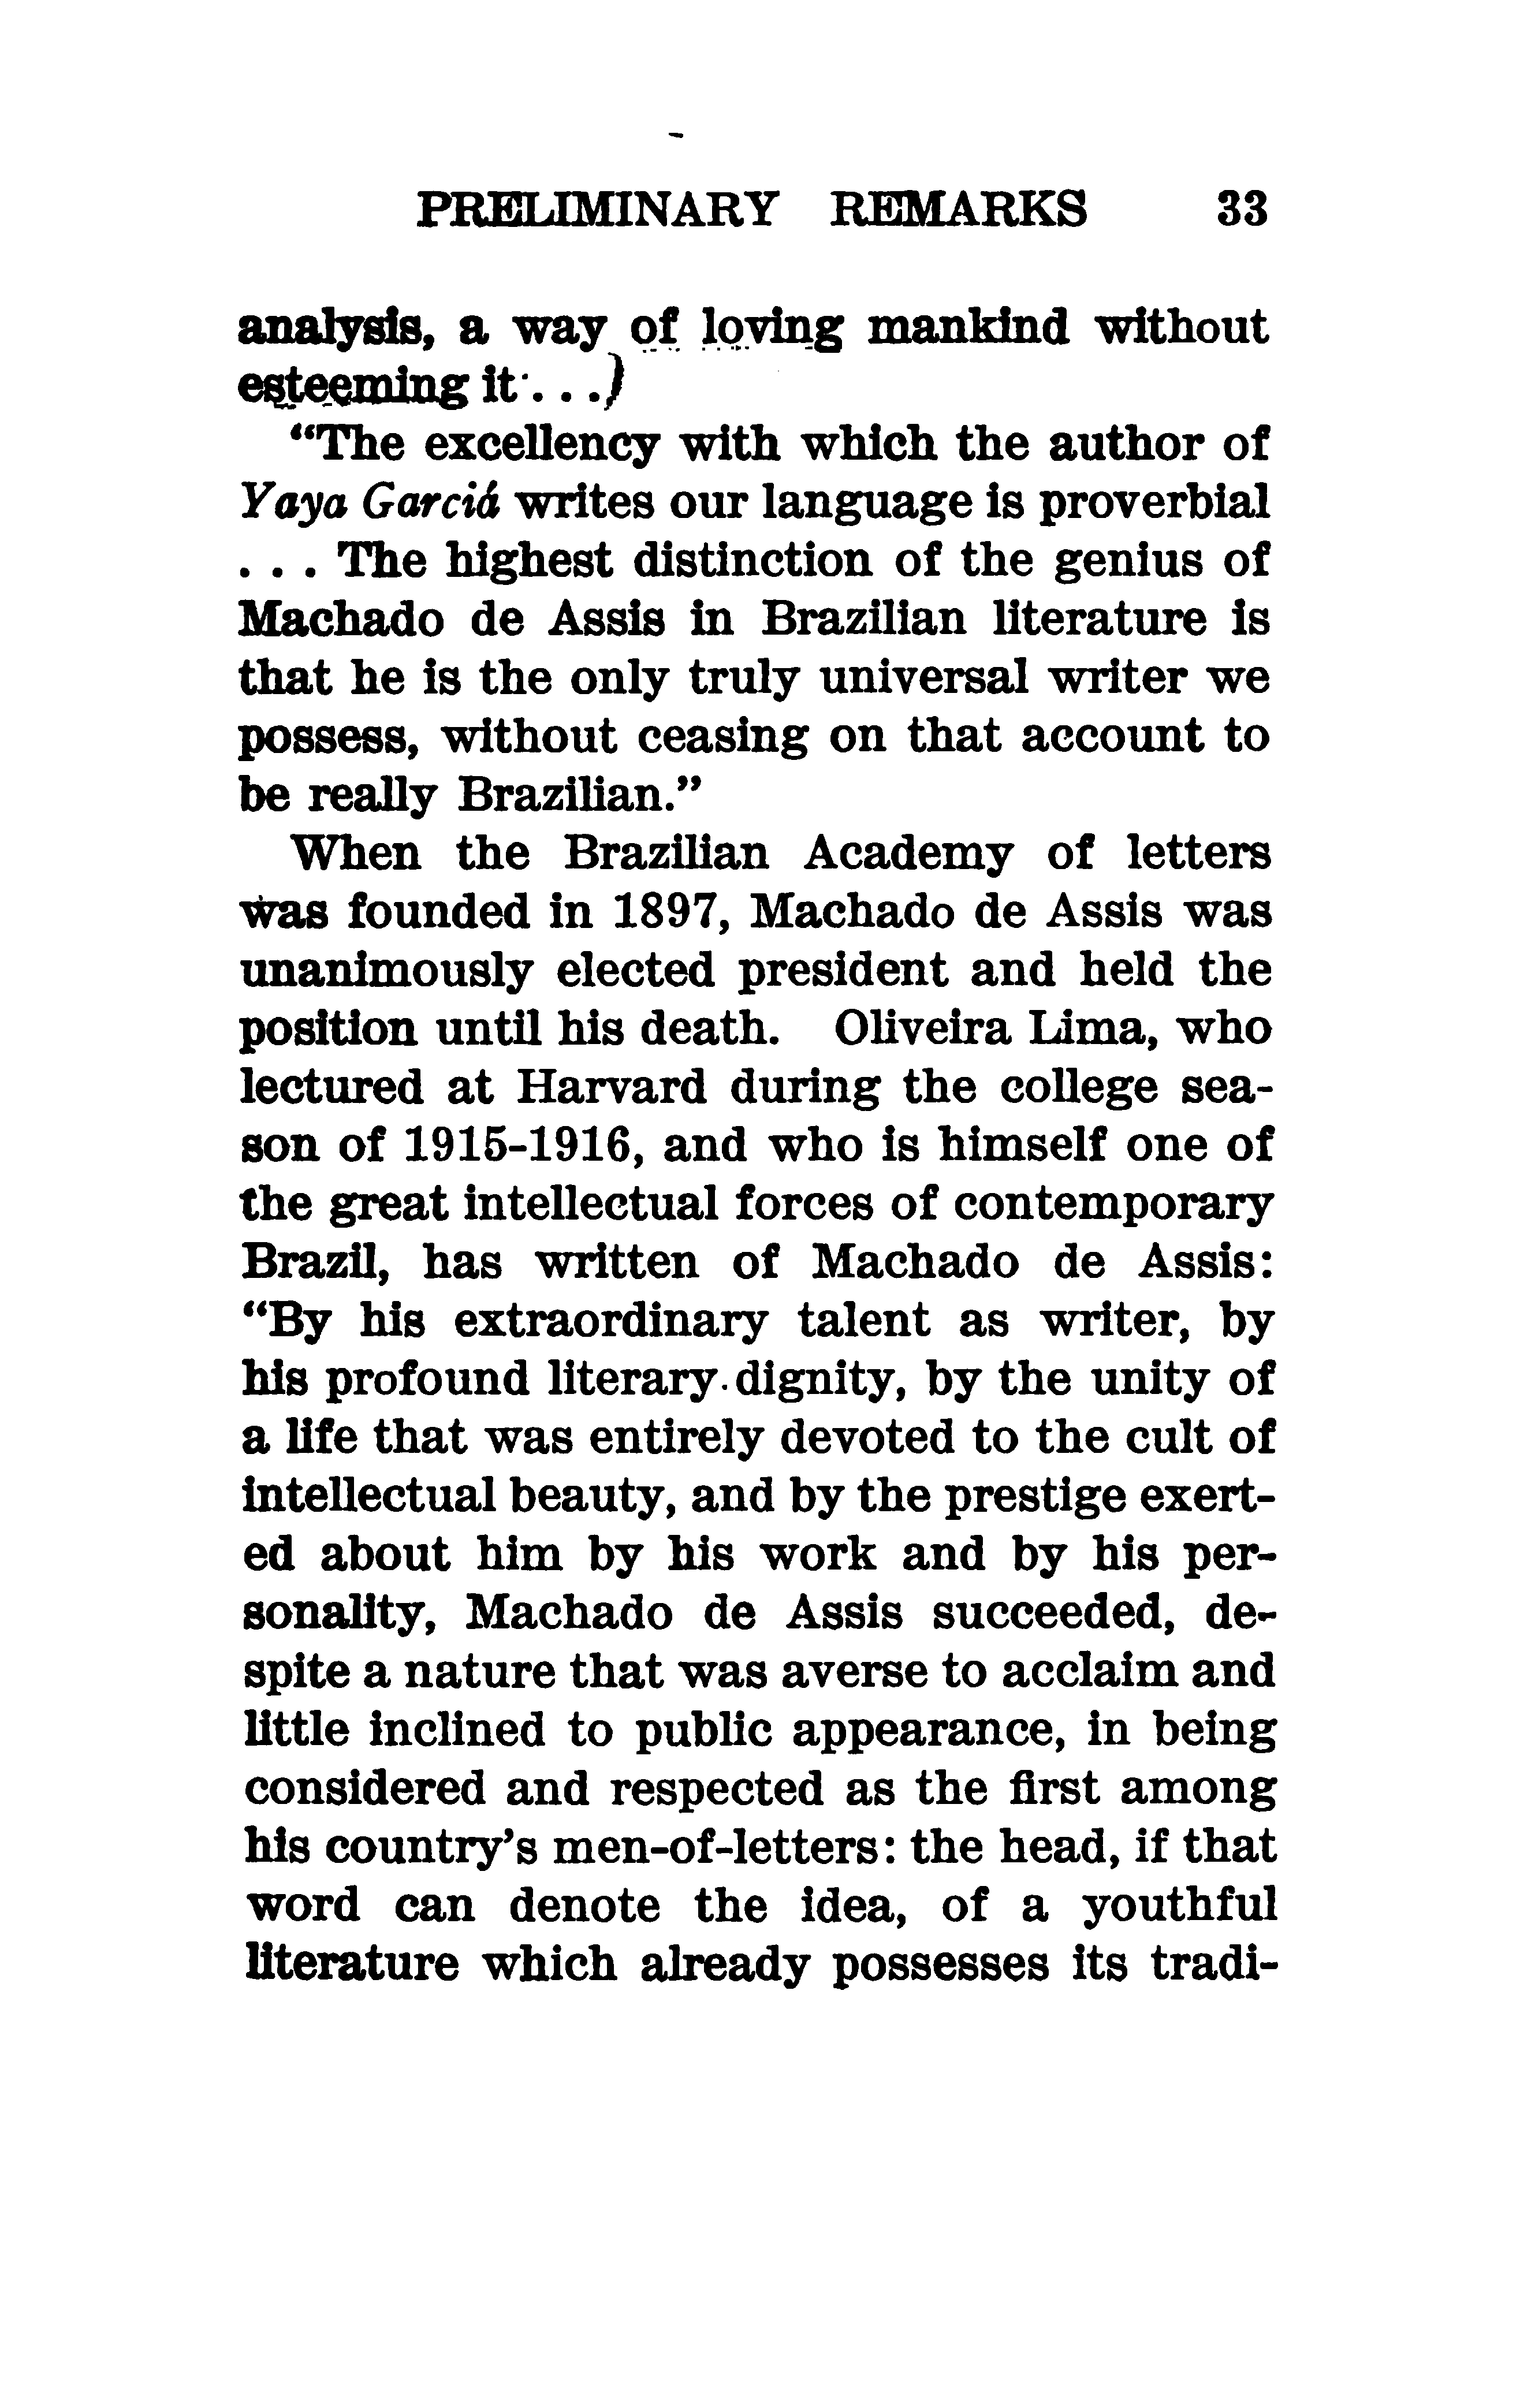 PRELIMINARY REMARKS 33
analysis, a way of loving mankind without
esteeming it . . .)
“The excellency with which the author of
Yaya Garciá writes our language is proverbial
. . . The highest distinction of the genius of
Machado de Assis in Brazilian literature is
that he is the only truly universal writer we
possess, without ceasing on that account to
be really Brazilian.”
When the Brazilian Academy of letters
was founded in 1897, Machado de Assis was
unanimously elected president and held the
position until his death. Oliveira Lima, who
lectured at Harvard during the college sea-
son of 1915-1916, and who is himself one of
the great intellectual forces of contemporary
Brazil, has written of Machado de Assis:
“By his extraordinary talent as writer, by
his profound literary dignity, by the unity of
a life that was entirely devoted to the cult of
intellectual beauty, and by the prestige exert-
ed about him by his work and by his per-
sonality, Machado de Assis succeeded, de-
spite a nature that was averse to acclaim and
little inclined to public appearance, in being
considered and respected as the first among
his country’s men-of-letters: the head, if that
word can denote the idea, of a youthful
literature which already possesses its tradi-